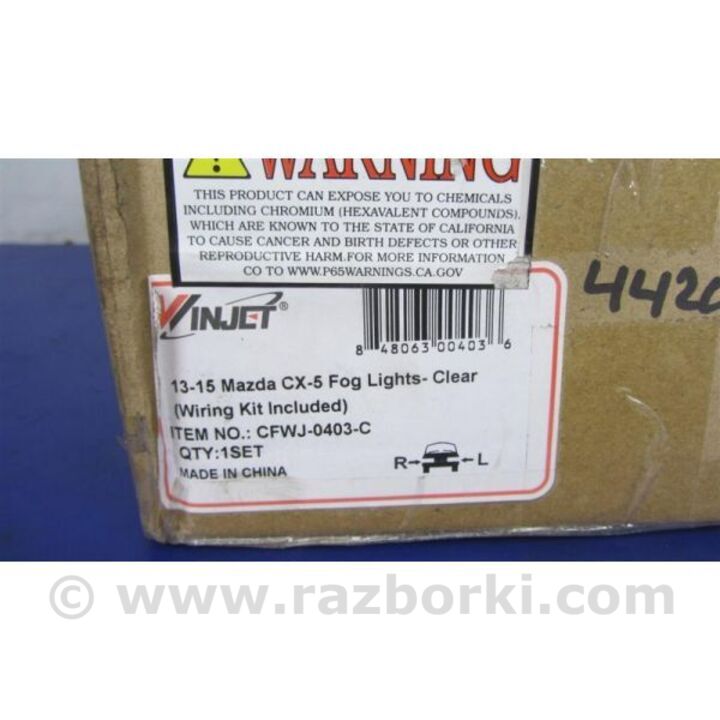 WARNING
THIS PRODUCT CAN EXPOSE YOU TO CHEMICALS
INCLUDING CHROMIUM (HEXAVALENT COMPOUNDS),
WHICH ARE KNOWN TO THE STATE OF CALIFORNIA
TO CAUSE CANCER AND BIRTH DEFECTS OR OTHER
REPRODUCTIVE HARM.FOR MORE INFORMATION
GO TO WWW.P65WARNINGS.CA.GOV
WINJET®
8 48063 00403 6
13-15 Mazda CX-5 Fog Lights- Clear
(Wiring Kit Included)
ITEM NO.: CFWJ-0403-C
QTY:1SET
MADE IN CHINA
R L
4420
© www.razborki.com